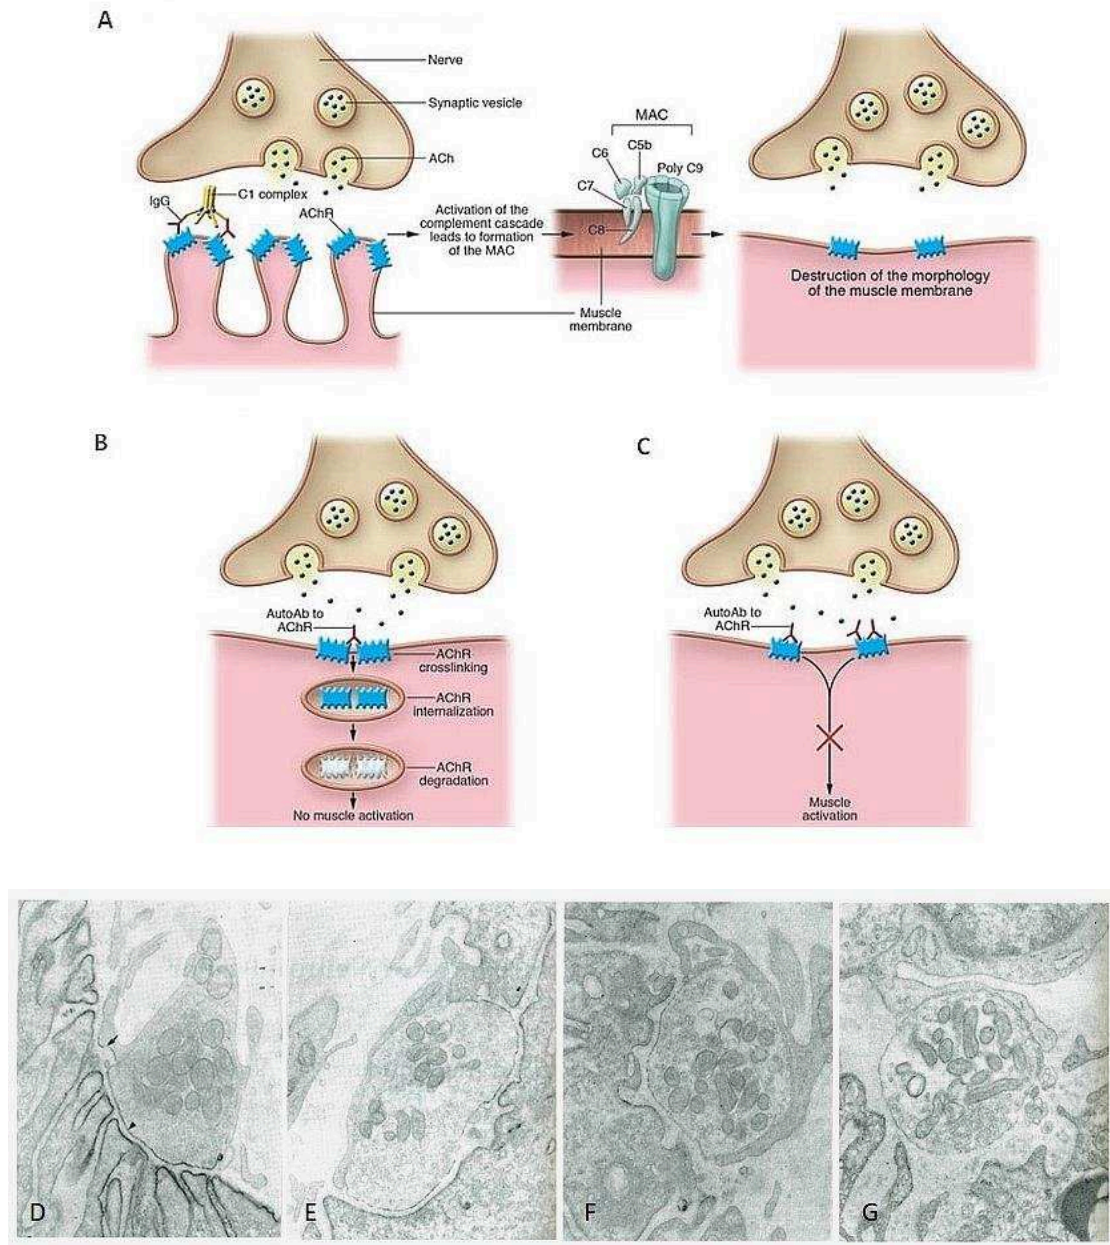 A
Nerve
Synaptic vesicle
ACh
IgG
C1 complex
AChR
Activation of the
complement cascade
leads to formation
of the MAC
MAC
C5b
C6
Poly C9
C7
C8
Muscle
membrane
Destruction of the morphology
of the muscle membrane
B
AutoAb to
AChR
AChR
crosslinking
AChR
internalization
AChR
degradation
No muscle activation
C
AutoAb to
AChR
Muscle
activation
D
E
F
G